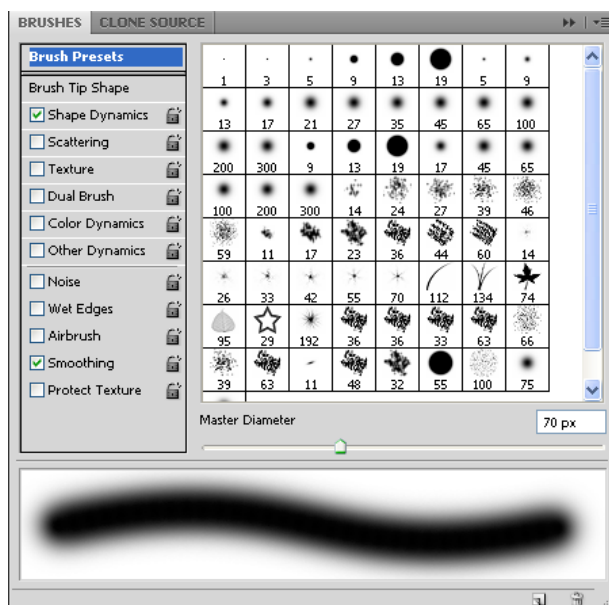 BRUSHES CLONE SOURCE
Brush Presets
Brush Tip Shape
Shape Dynamics
Scattering
Texture
Dual Brush
Color Dynamics
Other Dynamics
Noise
Wet Edges
Airbrush
Smoothing
Protect Texture
1 3 5 9 13 19 5 9
13 17 21 27 35 45 65 100
200 300 9 13 19 17 45 65
100 200 300 14 24 27 39 46
59 11 17 23 36 44 60 14
26 33 42 55 70 112 134 74
95 29 192 36 36 33 63 66
39 63 11 48 32 55 100 75
Master Diameter 70 px